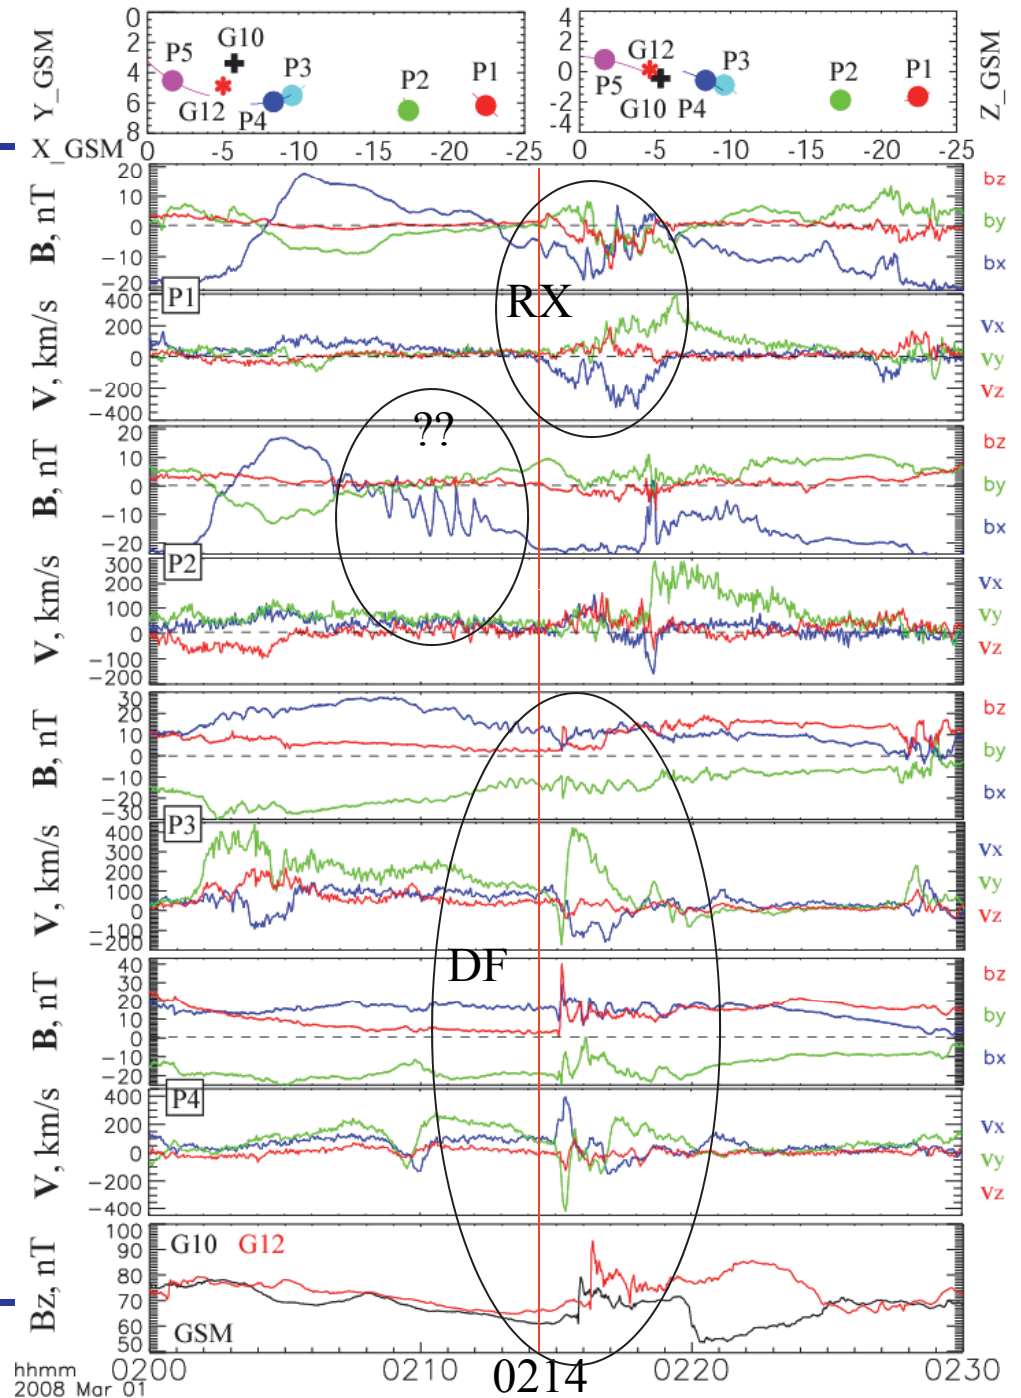 Y_GSM
0
2
4
6
8
P5
G10
G12
P4
P3
P2
P1
4
2
0
-2
-4
P5
G12
G10
P4
P3
P2
P1
Z_GSM
X_GSM 0 -5 -10 -15 -20 -25 0 -5 -10 -15 -20 -25
B, nT
20
10
0
-10
-20
P1
bz
by
bx
RX
V, km/s
400
200
0
-200
-400
vx
vy
vz
??
B, nT
20
10
0
-10
-20
P2
bz
by
bx
V, km/s
300
200
100
0
-100
-200
vx
vy
vz
B, nT
30
20
10
0
-10
-20
-30
P3
bz
by
bx
V, km/s
400
300
200
100
0
-100
-200
vx
vy
vz
DF
B, nT
40
30
20
10
0
-10
-20
P4
bz
by
bx
V, km/s
400
200
0
-200
-400
vx
vy
vz
Bz, nT
100
90
80
70
60
50
G10 G12
GSM
hhmm 0200 0210 0214 0220 0230
2008 Mar 01